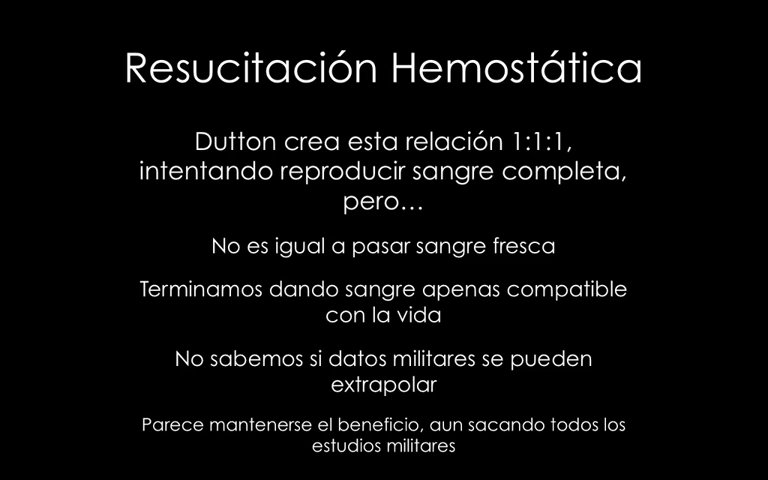 Resucitación Hemostática
Dutton crea esta relación 1:1:1,
intentando reproducir sangre completa,
pero...
No es igual a pasar sangre fresca
Terminamos dando sangre apenas compatible
con la vida
No sabemos si datos militares se pueden
extrapolar
Parece mantenerse el beneficio, aun sacando todos los
estudios militares